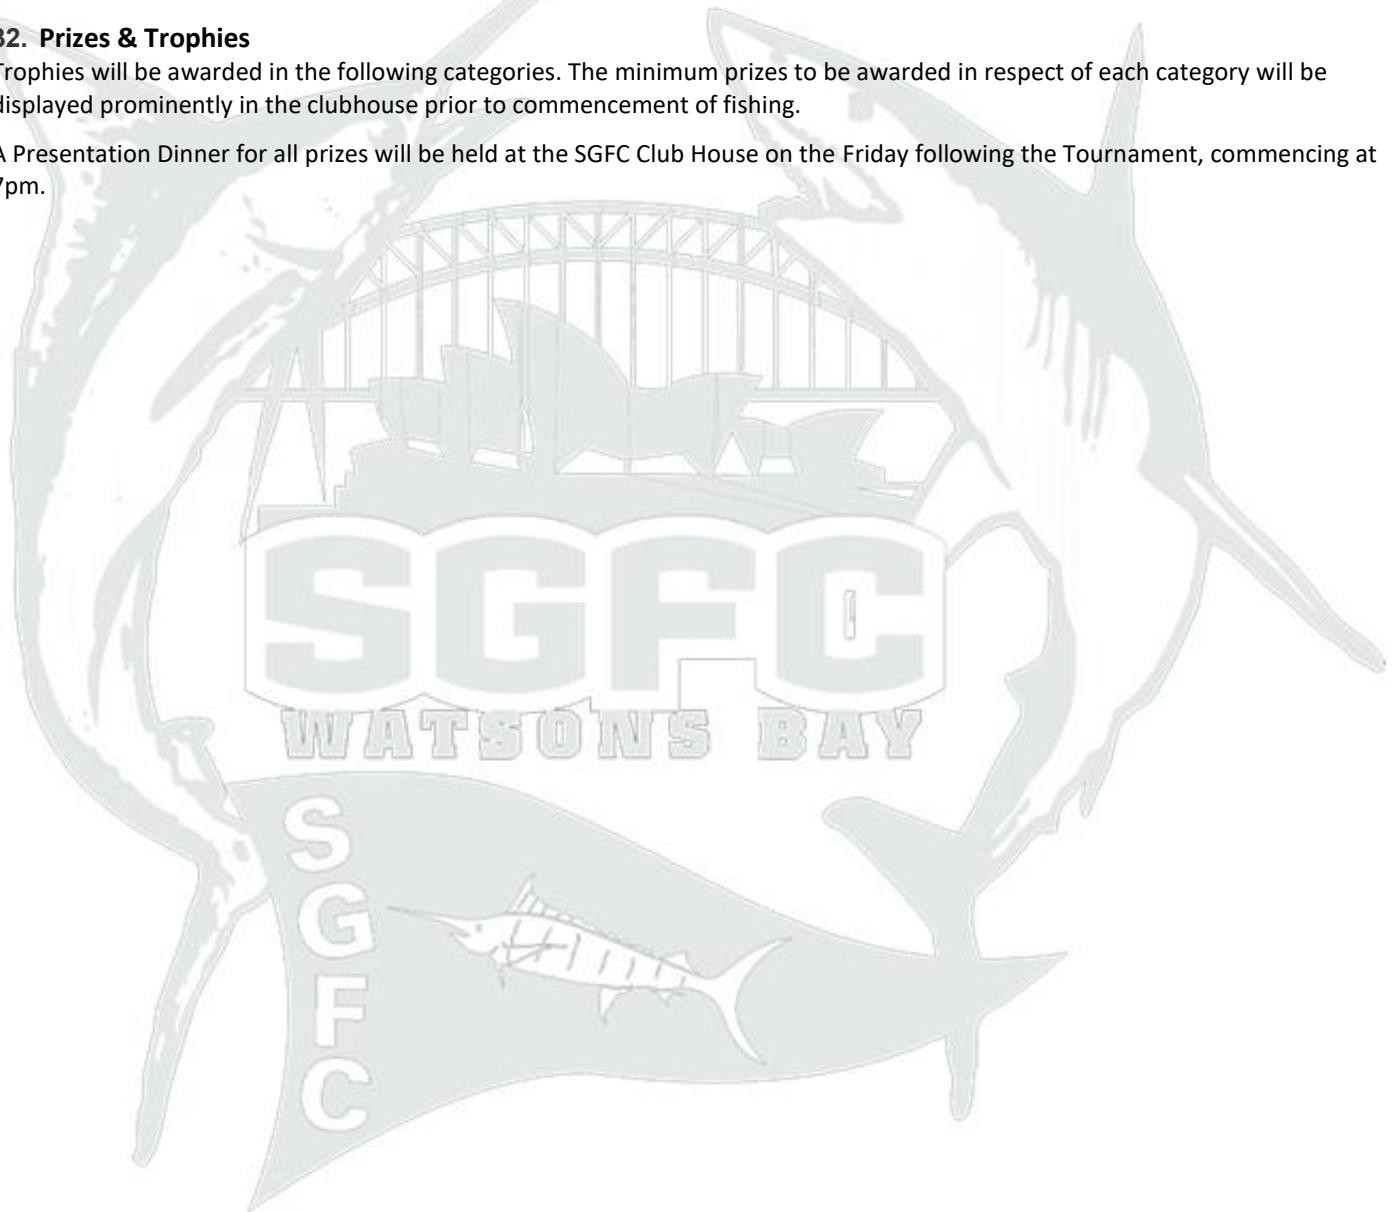 32. Prizes & Trophies
Trophies will be awarded in the following categories. The minimum prizes to be awarded in respect of each category will be
displayed prominently in the clubhouse prior to commencement of fishing.
A Presentation Dinner for all prizes will be held at the SGFC Club House on the Friday following the Tournament, commencing at
7pm.
SGFC
WATSONS BAY
S
G
F
C